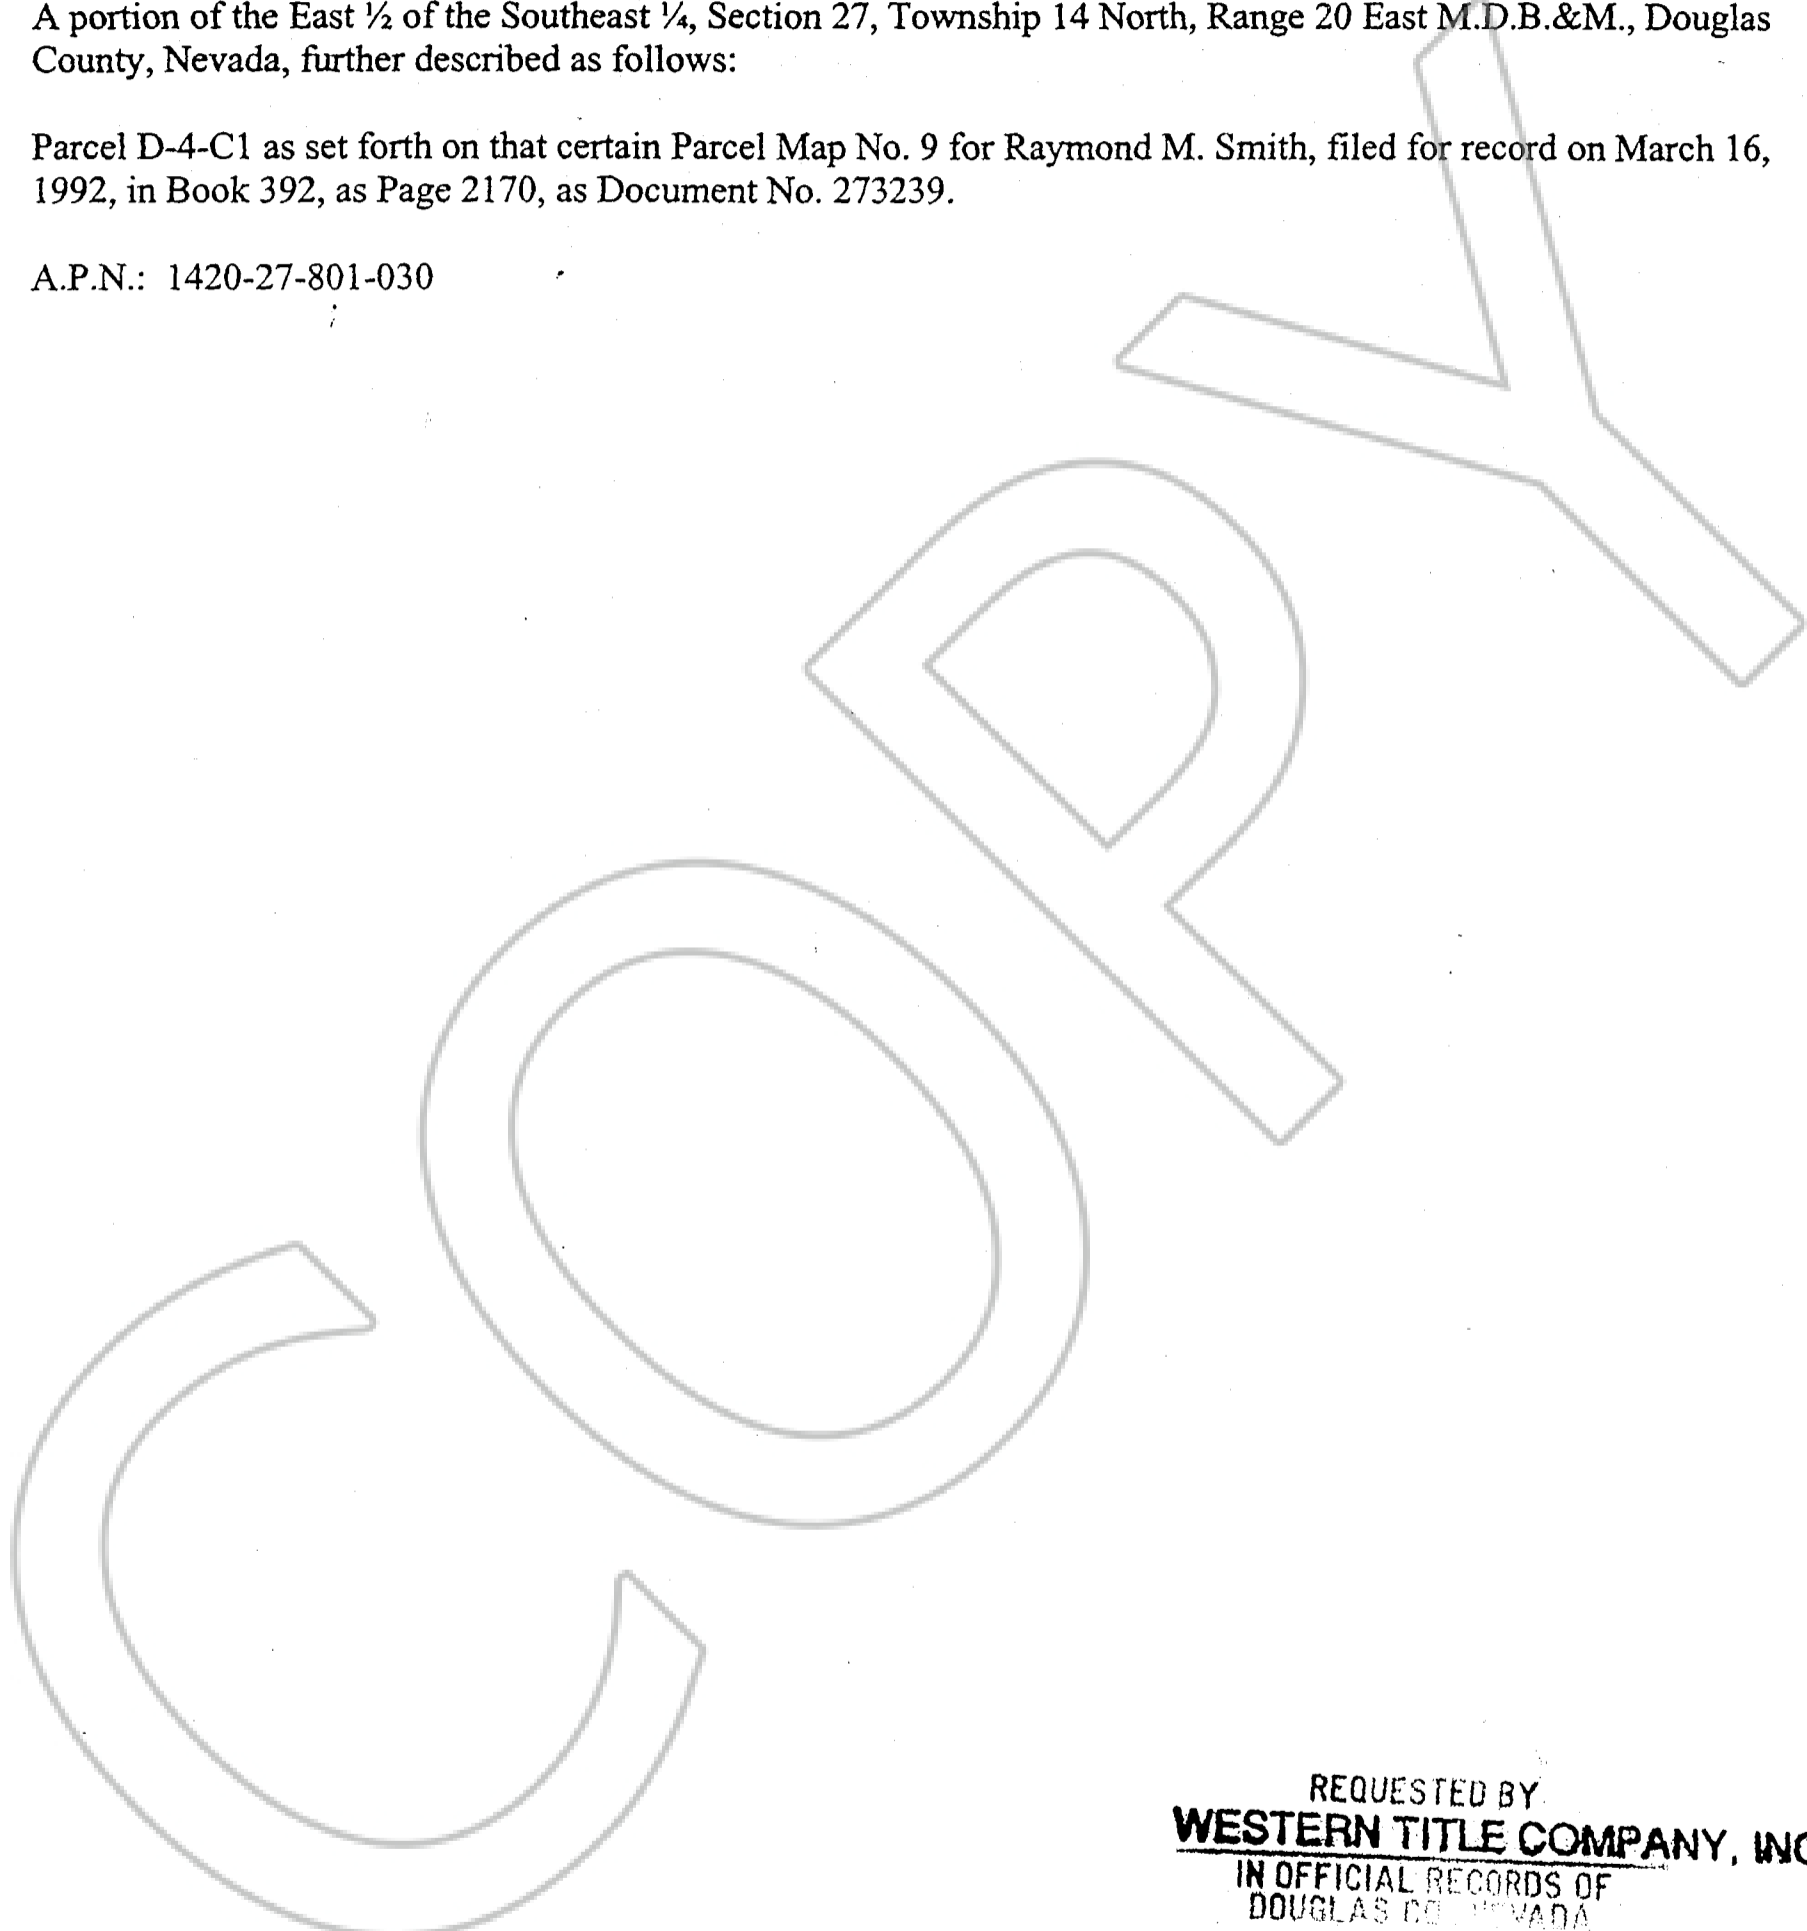 A portion of the East ½ of the Southeast ¼, Section 27, Township 14 North, Range 20 East M.D.B.&M., Douglas
County, Nevada, further described as follows:
Parcel D-4-C1 as set forth on that certain Parcel Map No. 9 for Raymond M. Smith, filed for record on March 16,
1992, in Book 392, as Page 2170, as Document No. 273239.
A.P.N.: 1420-27-801-030
COPY
REQUESTED BY
WESTERN TITLE COMPANY, INC
IN OFFICIAL RECORDS OF
DOUGLAS CO NEVADA